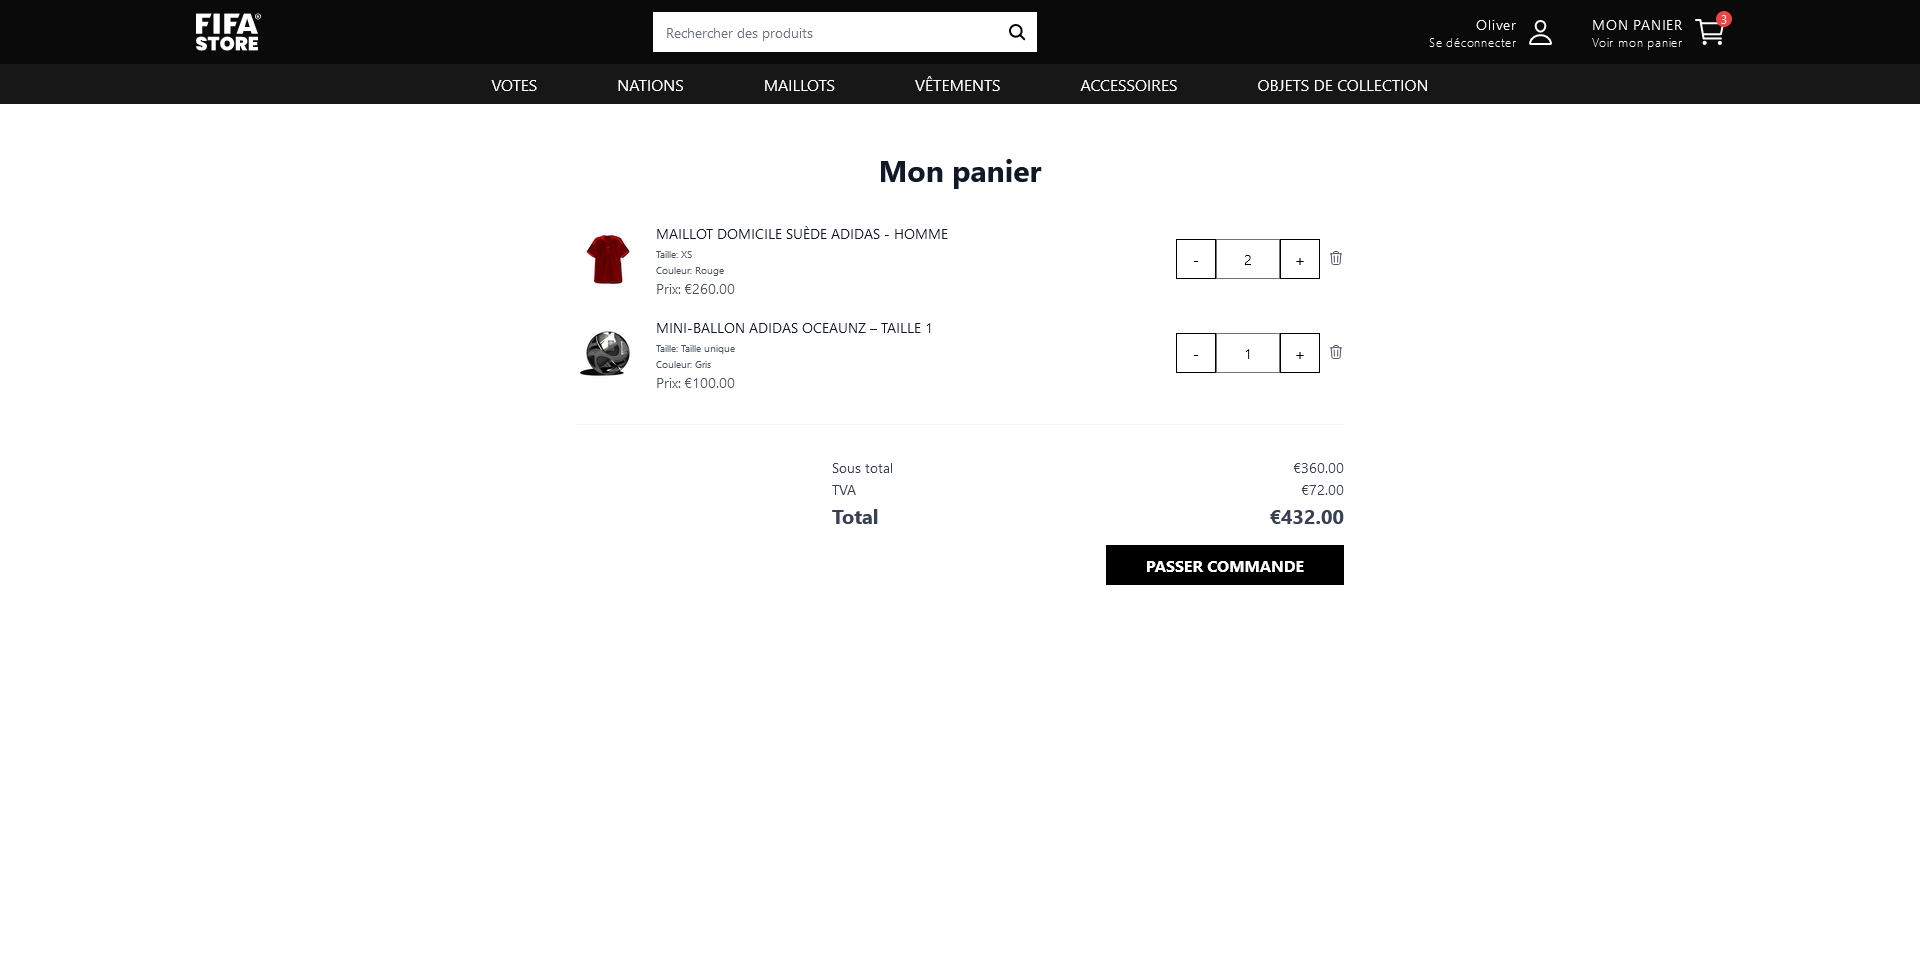 FIFA®
STORE
Rechercher des produits
Oliver
Se déconnecter
MON PANIER
Voir mon panier
3
VOTES
NATIONS
MAILLOTS
VÊTEMENTS
ACCESSOIRES
OBJETS DE COLLECTION
Mon panier
MAILLOT DOMICILE SUÈDE ADIDAS - HOMME
Taille: XS
Couleur: Rouge
Prix: €260.00
- 2 +
MINI-BALLON ADIDAS OCEAUNZ – TAILLE 1
Taille: Taille unique
Couleur: Gris
Prix: €100.00
- 1 +
Sous total €360.00
TVA €72.00
Total €432.00
PASSER COMMANDE